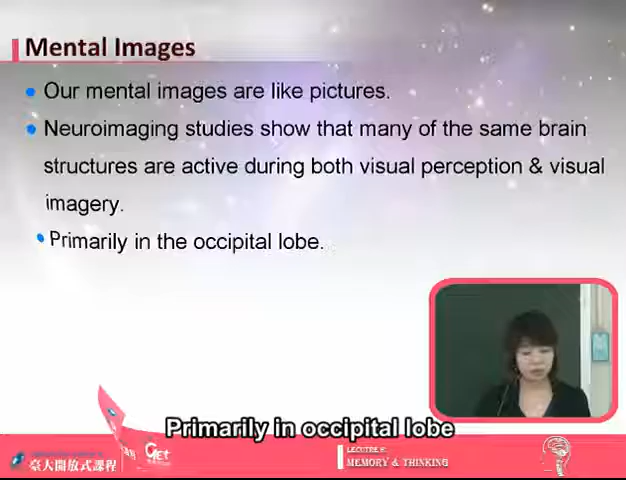 Mental Images
Our mental images are like pictures.
Neuroimaging studies show that many of the same brain
structures are active during both visual perception & visual
imagery.
Primarily in the occipital lobe.
Primarily in occipital lobe
臺大開放式課程
LECUTRE 9:
MEMORY & THINKING